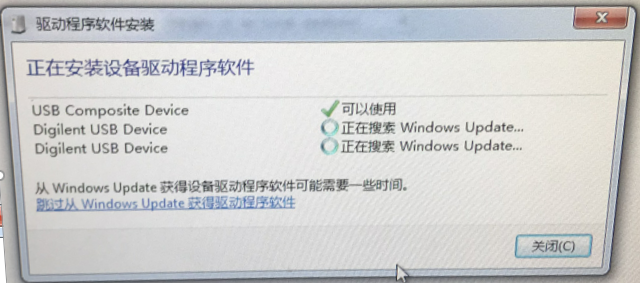 驱动程序软件安装
正在安装设备驱动程序软件
USB Composite Device 可以使用
Digilent USB Device 正在搜索 Windows Update...
Digilent USB Device 正在搜索 Windows Update...
从 Windows Update 获得设备驱动程序软件可能需要一些时间。
跳过从 Windows Update 获得驱动程序软件
关闭(C)